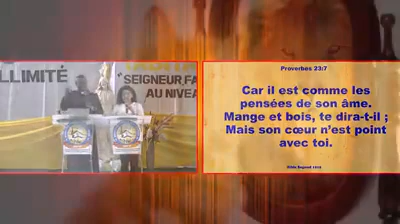 LLIMITÉ
"SEIGNEUR, FA
AU NIVEA
Proverbes 23:7
Car il est comme les
pensées de son âme.
Mange et bois, te dira-t-il ;
Mais son cœur n'est point
avec toi.